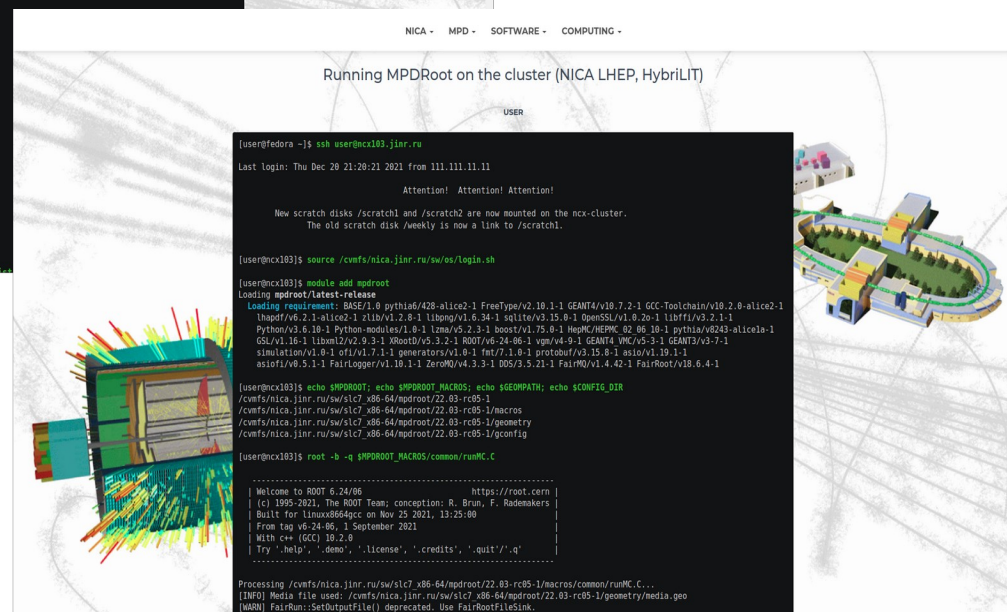 NICA MPD SOFTWARE COMPUTING
Running MPDRoot on the cluster (NICA LHEP, HybriLIT)
USER
[user@fedora ~]$ ssh user@ncx103.jinr.ru
Last login: Thu Dec 20 21:20:21 2021 from 111.111.11.11
Attention! Attention! Attention!
New scratch disks /scratch1 and /scratch2 are now mounted on the ncx-cluster.
The old scratch disk /weekly is now a link to /scratch1.
[user@ncx103]$ source /cvmfs/nica.jinr.ru/sw/os/login.sh
[user@ncx103]$ module add mpdroot
Loading mpdroot/latest-release
Loading requirement: BASE/1.0 pythia6/428-alice2-1 FreeType/v2.10.1-1 GEANT4/v10.7.2-1 GCC-Toolchain/v10.2.0-alice2-1
lhapdf/v6.2.1-alice2-1 zlib/v1.2.8-1 libpng/v1.6.34-1 sqlite/v3.15.0-1 OpenSSL/v1.0.2o-1 libffi/v3.2.1-1
Python/v3.6.10-1 Python-modules/1.0-1 lzma/v5.2.3-1 boost/v1.75.0-1 HepMC/HEPMC_02_06_10-1 pythia/v8243-alice1a-1
GSL/v1.16-1 libxml2/v2.9.3-1 XRootD/v5.3.2-1 ROOT/v6-24-06-1 vgm/v4-9-1 GEANT4_VMC/v5-3-1 GEANT3/v3-7-1
simulation/v1.0-1 ofi/v1.7.1-1 generators/v1.0-1 fmt/7.1.0-1 protobuf/v3.15.8-1 asio/v1.19.1-1
asiofi/v0.5.1-1 FairLogger/v1.10.1-1 ZeroMQ/v4.3.3-1 DDS/3.5.21-1 FairMQ/v1.4.42-1 FairRoot/v18.6.4-1
[user@ncx103]$ echo $MPDROOT; echo $MPDROOT_MACROS; echo $GEOMPATH; echo $CONFIG_DIR
/cvmfs/nica.jinr.ru/sw/slc7_x86-64/mpdroot/22.03-rc05-1
/cvmfs/nica.jinr.ru/sw/slc7_x86-64/mpdroot/22.03-rc05-1/macros
/cvmfs/nica.jinr.ru/sw/slc7_x86-64/mpdroot/22.03-rc05-1/geometry
/cvmfs/nica.jinr.ru/sw/slc7_x86-64/mpdroot/22.03-rc05-1/gconfig
[user@ncx103]$ root -b -q $MPDROOT_MACROS/common/runMC.C
------------------------------------------------------------------
| Welcome to ROOT 6.24/06 https://root.cern |
| (c) 1995-2021, The ROOT Team; conception: R. Brun, F. Rademakers |
| Built for linuxx8664gcc on Nov 25 2021, 13:25:00 |
| From tag v6-24-06, 1 September 2021 |
| With c++ (GCC) 10.2.0 |
| Try '.help', '.demo', '.license', '.credits', '.quit'/'.q' |
------------------------------------------------------------------
Processing /cvmfs/nica.jinr.ru/sw/slc7_x86-64/mpdroot/22.03-rc05-1/macros/common/runMC.C...
[INFO] Media file used: /cvmfs/nica.jinr.ru/sw/slc7_x86-64/mpdroot/22.03-rc05-1/geometry/media.geo
[WARN] FairRun::SetOutputFile() deprecated. Use FairRootFileSink.